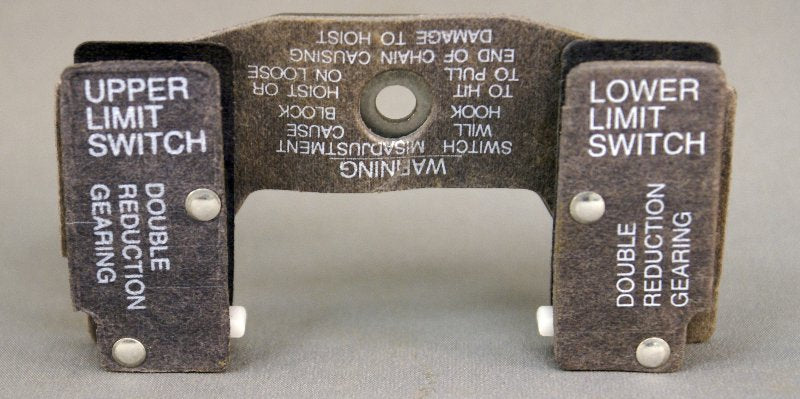 UPPER
LIMIT
SWITCH
DOUBLE
REDUCTION
GEARING
WARNING
SWITCH MISADJUSTMENT
WILL CAUSE
HOOK BLOCK
TO HIT HOIST OR
TO PULL ON LOOSE
END OF CHAIN CAUSING
DAMAGE TO HOIST
LOWER
LIMIT
SWITCH
DOUBLE
REDUCTION
GEARING